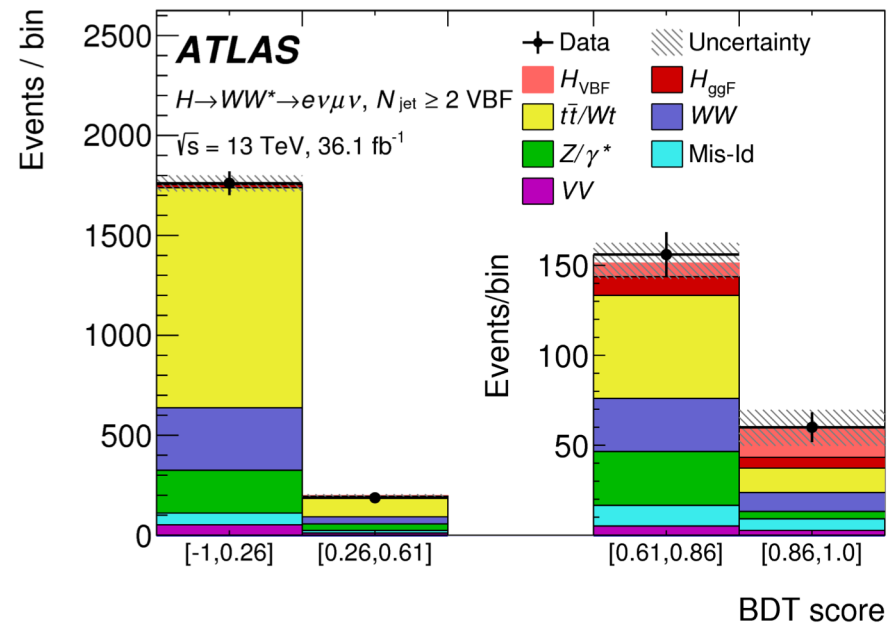 Events / bin
2500
2000
1500
1000
500
0
ATLAS
H→WW*→eνμν, N jet ≥ 2 VBF
√s = 13 TeV, 36.1 fb⁻¹
Data
Uncertainty
H_VBF
H_ggF
tt̄/Wt
WW
Z/γ*
Mis-Id
VV
Events/bin
150
100
50
[-1,0.26] [0.26,0.61] [0.61,0.86] [0.86,1.0]
BDT score